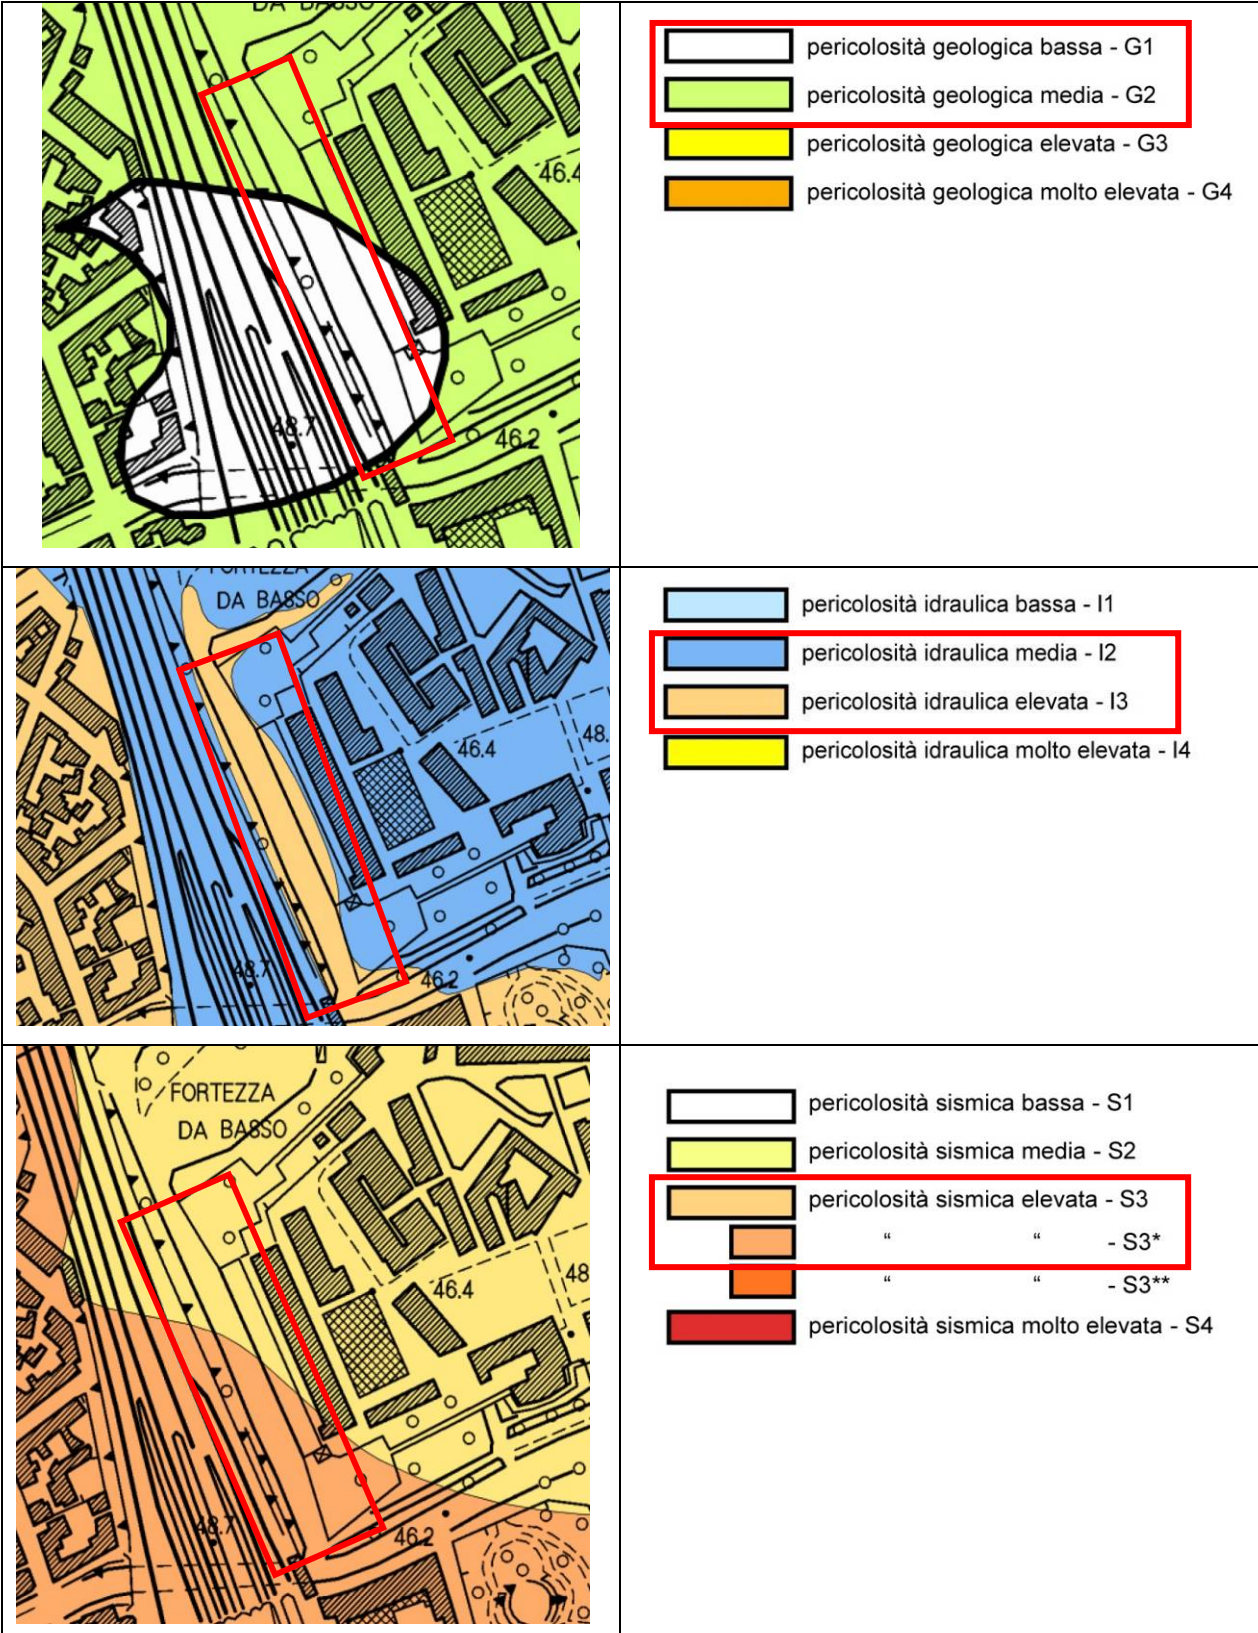 DA BASSO
46.4
48.7
46.2
pericolosità geologica bassa - G1
pericolosità geologica media - G2
pericolosità geologica elevata - G3
pericolosità geologica molto elevata - G4
FORTEZZA
DA BASSO
48.
46.4
48.7
46.2
pericolosità idraulica bassa - I1
pericolosità idraulica media - I2
pericolosità idraulica elevata - I3
pericolosità idraulica molto elevata - I4
FORTEZZA
DA BASSO
48
46.4
48.7
46.2
pericolosità sismica bassa - S1
pericolosità sismica media - S2
pericolosità sismica elevata - S3
“ “ - S3*
“ “ - S3**
pericolosità sismica molto elevata - S4